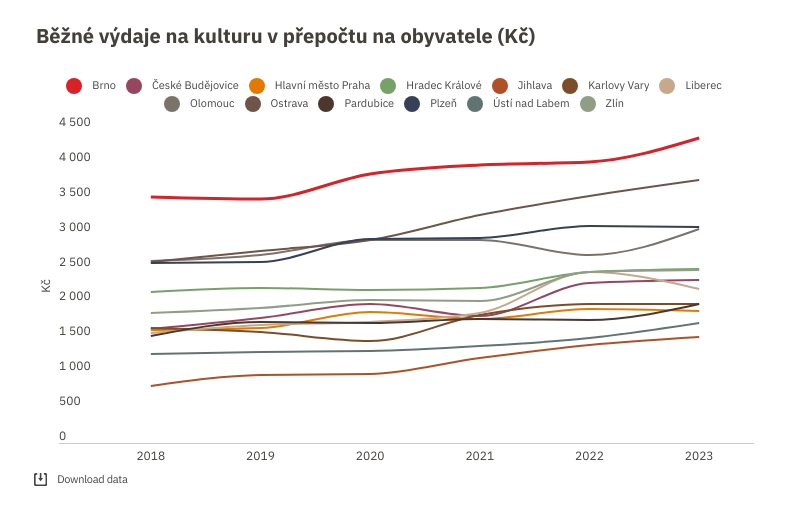 Běžné výdaje na kulturu v přepočtu na obyvatele (Kč)
Brno České Budějovice Hlavní město Praha Hradec Králové Jihlava Karlovy Vary Liberec
Olomouc Ostrava Pardubice Plzeň Ústí nad Labem Zlín
4 500
4 000
3 500
3 000
2 500
2 000
1 500
1 000
500
0
Kč
2018 2019 2020 2021 2022 2023
Download data